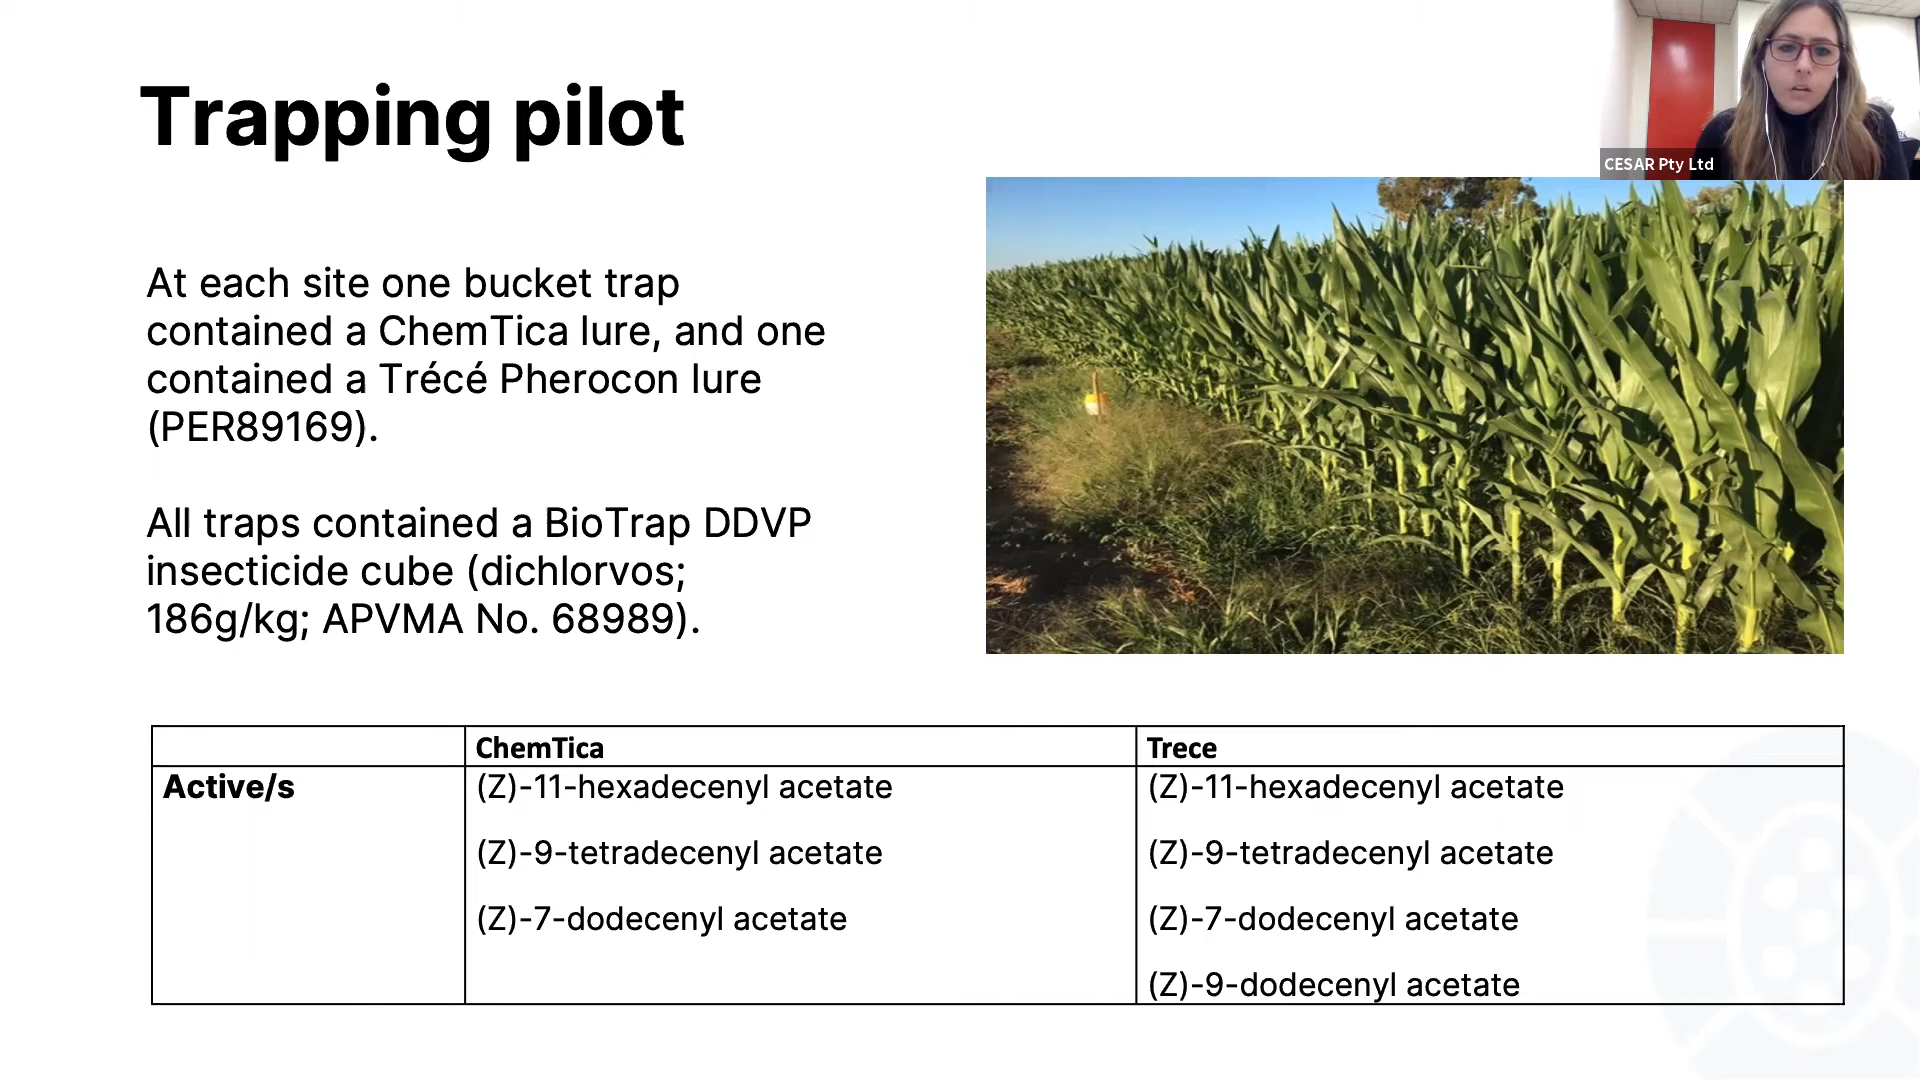 Trapping pilot
CESAR Pty Ltd
At each site one bucket trap
contained a ChemTica lure, and one
contained a Trécé Pherocon lure
(PER89169).
All traps contained a BioTrap DDVP
insecticide cube (dichlorvos;
186g/kg; APVMA No. 68989).
ChemTica Trece
Active/s (Z)-11-hexadecenyl acetate (Z)-11-hexadecenyl acetate
(Z)-9-tetradecenyl acetate (Z)-9-tetradecenyl acetate
(Z)-7-dodecenyl acetate (Z)-7-dodecenyl acetate
(Z)-9-dodecenyl acetate